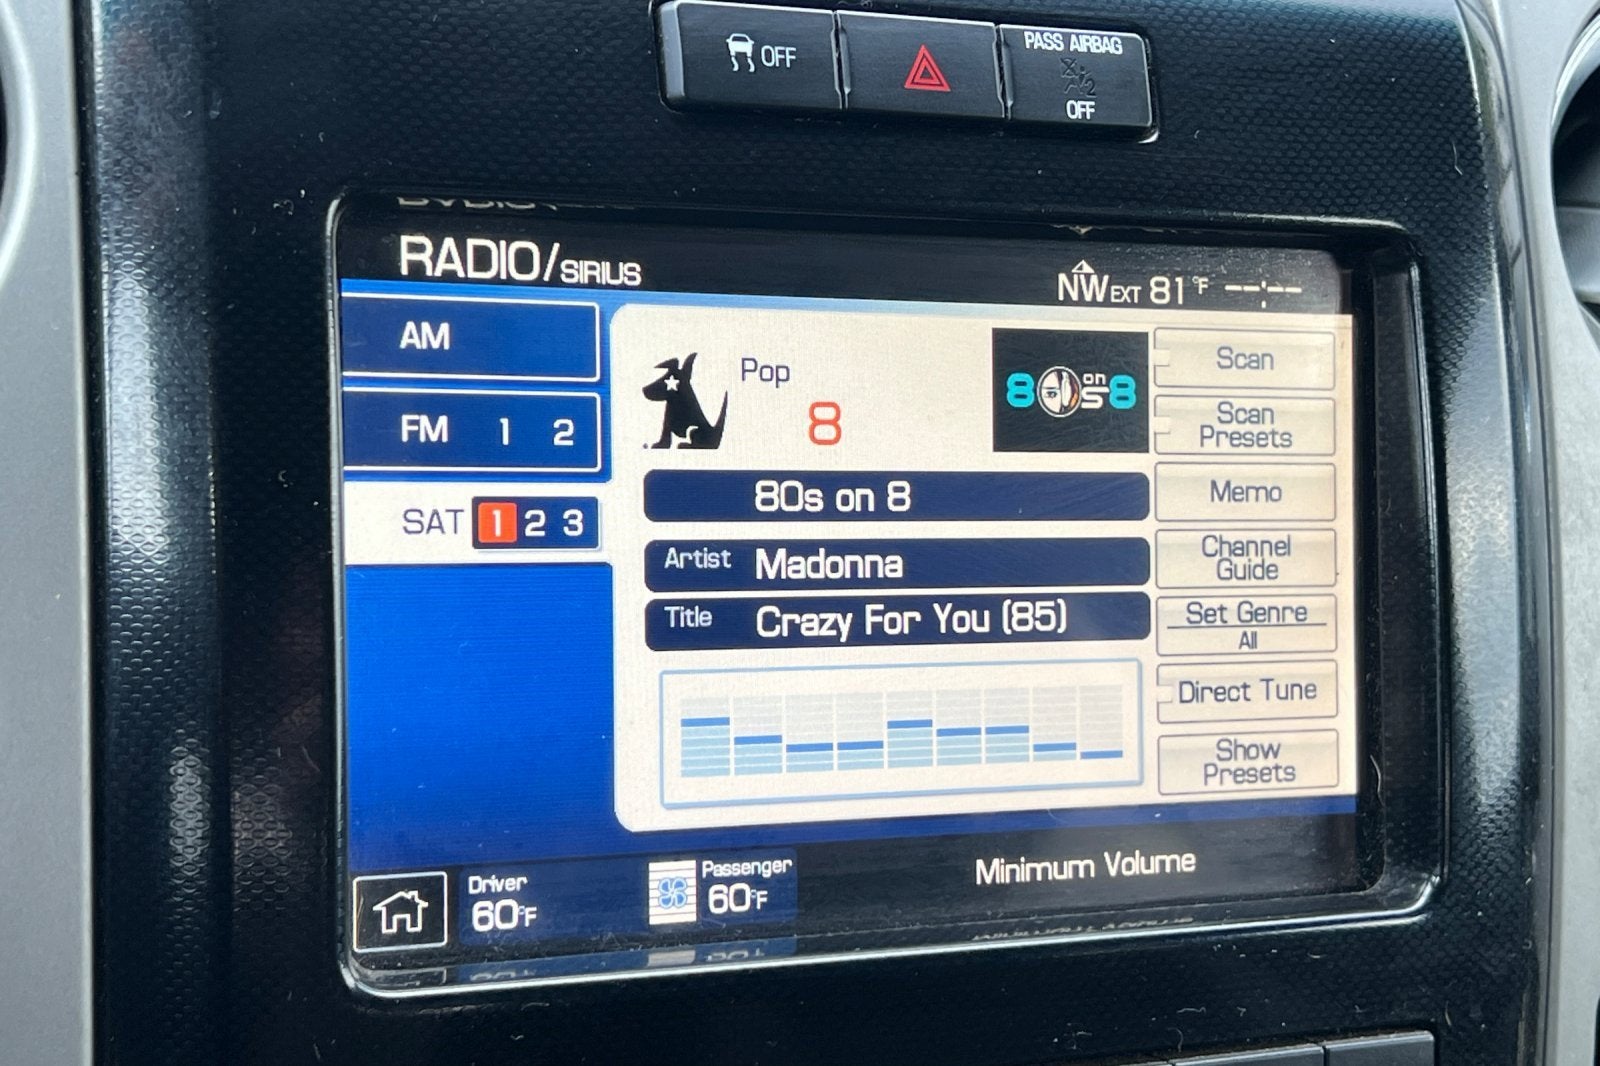 OFF
PASS AIRBAG
2
OFF
RADIO/SIRIUS
NW EXT 81°F --:--
AM
FM 1 2
SAT 1 2 3
Pop
8
80s on 8
80s on 8
Artist Madonna
Title Crazy For You (85)
Scan
Scan
Presets
Memo
Channel
Guide
Set Genre
All
Direct Tune
Show
Presets
Driver
60°F
Passenger
60°F
Minimum Volume